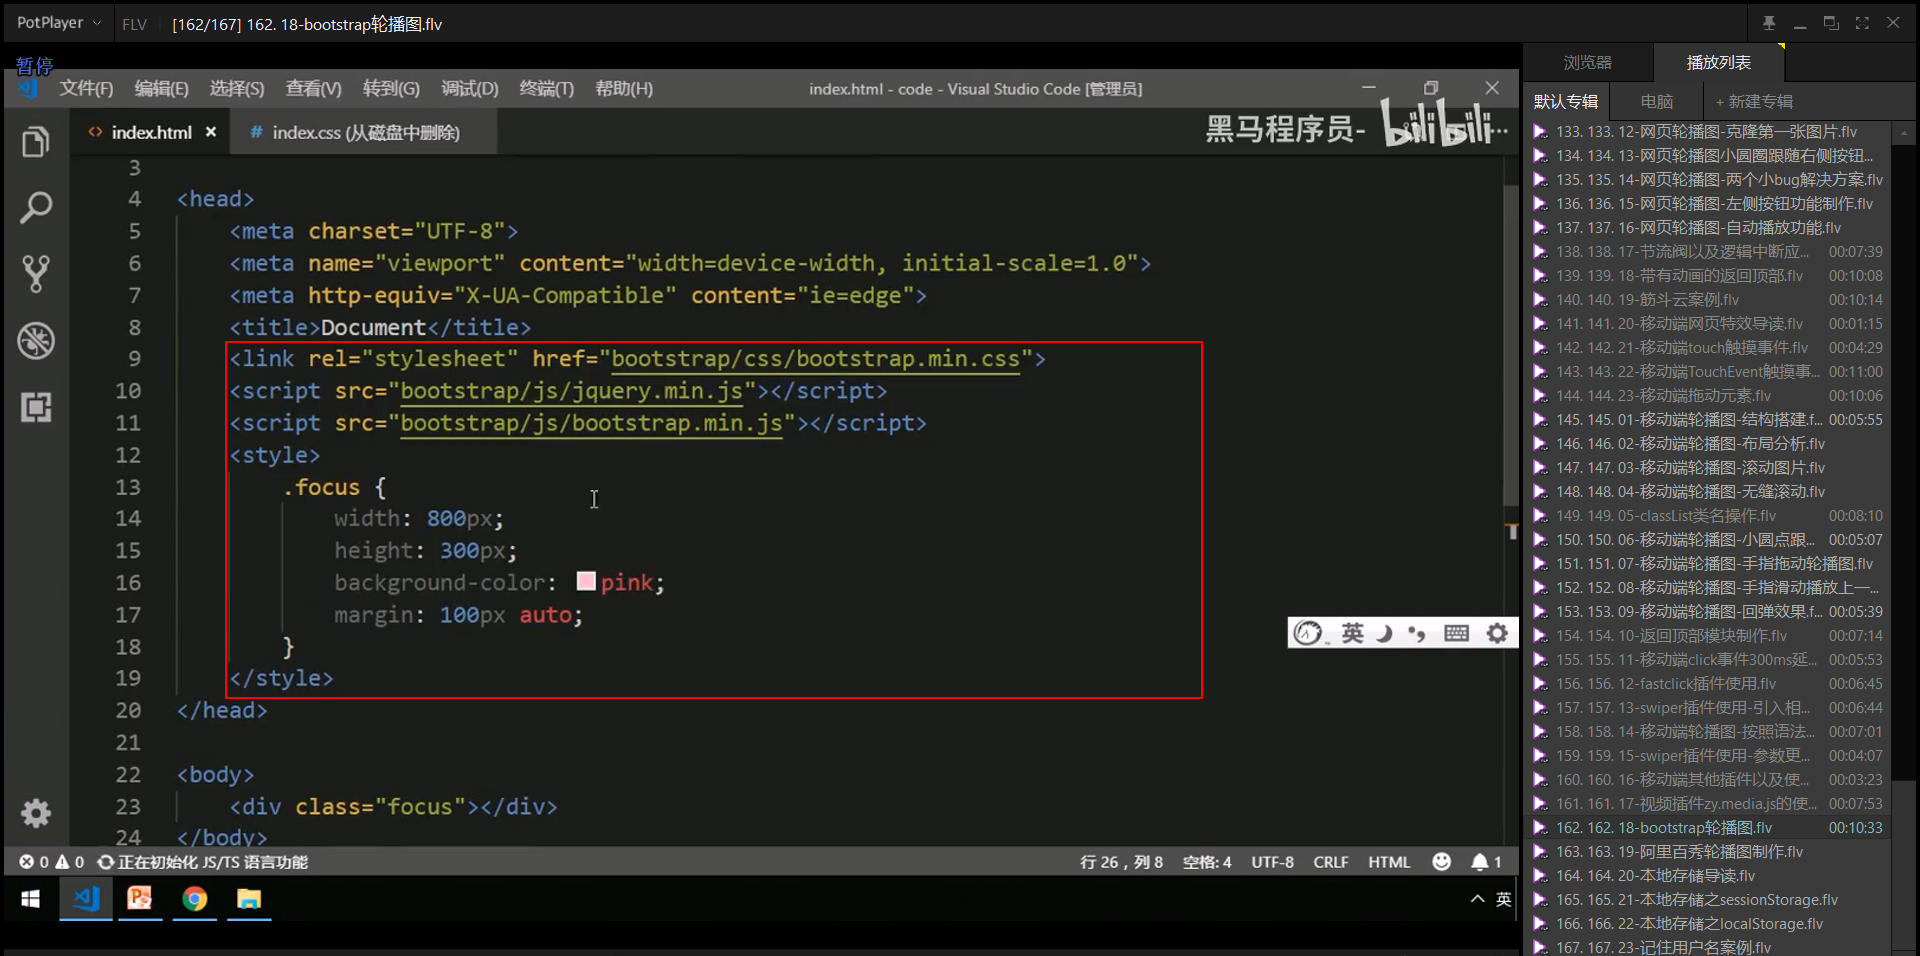 PotPlayer
FLV
[162/167] 162. 18-bootstrap轮播图.flv
暂停
文件(F) 编辑(E) 选择(S) 查看(V) 转到(G) 调试(D) 终端(T) 帮助(H)
index.html - code - Visual Studio Code [管理员]
index.html
index.css (从磁盘中删除)
黑马程序员-
bilibili
3
4 <head>
5 <meta charset="UTF-8">
6 <meta name="viewport" content="width=device-width, initial-scale=1.0">
7 <meta http-equiv="X-UA-Compatible" content="ie=edge">
8 <title>Document</title>
9 <link rel="stylesheet" href="bootstrap/css/bootstrap.min.css">
10 <script src="bootstrap/js/jquery.min.js"></script>
11 <script src="bootstrap/js/bootstrap.min.js"></script>
12 <style>
13 .focus {
14 width: 800px;
15 height: 300px;
16 background-color: pink;
17 margin: 100px auto;
18 }
19 </style>
20 </head>
21
22 <body>
23 <div class="focus"></div>
24 </body>
英
0 0 正在初始化 JS/TS 语言功能
行 26，列 8 空格: 4 UTF-8 CRLF HTML 1
英
浏览器 播放列表
默认专辑 电脑 + 新建专辑
133. 133. 12-网页轮播图-克隆第一张图片.flv
134. 134. 13-网页轮播图小圆圈跟随右侧按钮...
135. 135. 14-网页轮播图-两个小bug解决方案.flv
136. 136. 15-网页轮播图-左侧按钮功能制作.flv
137. 137. 16-网页轮播图-自动播放功能.flv
138. 138. 17-节流阀以及逻辑中断应... 00:07:39
139. 139. 18-带有动画的返回顶部.flv 00:10:08
140. 140. 19-筋斗云案例.flv 00:10:14
141. 141. 20-移动端网页特效导读.flv 00:01:15
142. 142. 21-移动端touch触摸事件.flv 00:04:29
143. 143. 22-移动端TouchEvent触摸事... 00:11:00
144. 144. 23-移动端拖动元素.flv 00:10:06
145. 145. 01-移动端轮播图-结构搭建.f... 00:05:55
146. 146. 02-移动端轮播图-布局分析.flv
147. 147. 03-移动端轮播图-滚动图片.flv
148. 148. 04-移动端轮播图-无缝滚动.flv
149. 149. 05-classList类名操作.flv 00:08:10
150. 150. 06-移动端轮播图-小圆点跟... 00:05:07
151. 151. 07-移动端轮播图-手指拖动轮播图.flv
152. 152. 08-移动端轮播图-手指滑动播放上一...
153. 153. 09-移动端轮播图-回弹效果.f... 00:05:39
154. 154. 10-返回顶部模块制作.flv 00:07:14
155. 155. 11-移动端click事件300ms延... 00:05:53
156. 156. 12-fastclick插件使用.flv 00:06:45
157. 157. 13-swiper插件使用-引入相... 00:06:44
158. 158. 14-移动端轮播图-按照语法... 00:07:01
159. 159. 15-swiper插件使用-参数更... 00:04:07
160. 160. 16-移动端其他插件以及使... 00:03:23
161. 161. 17-视频插件zy.media.js的使... 00:07:53
162. 162. 18-bootstrap轮播图.flv 00:10:33
163. 163. 19-阿里百秀轮播图制作.flv
164. 164. 20-本地存储导读.flv
165. 165. 21-本地存储之sessionStorage.flv
166. 166. 22-本地存储之localStorage.flv
167. 167. 23-记住用户名案例.flv